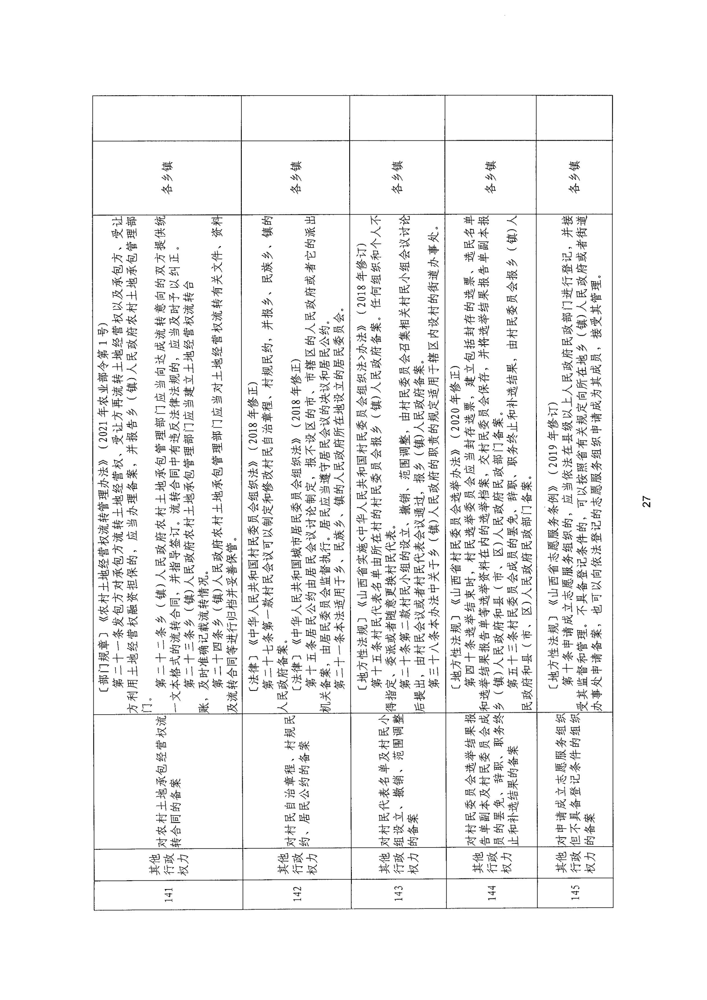 141
其他
行政
权力
对农村土地承包经营权流
转合同的备案
〔部门规章〕《农村土地经营权流转管理办法》（2021年农业部令第1号）
第二十一条发包方对承包方流转土地经营权、受让方再流转土地经营权以及承包方、受让
方利用土地经营权融资担保的，应当办理备案，并报告乡（镇）人民政府农村土地承包管理部
门。
第二十二条乡（镇）人民政府农村土地承包管理部门应当向达成流转意向的双方提供统
一文本格式的流转合同，并指导签订。流转合同中有违反法律法规的，应当及时予以纠正。
第二十三条乡（镇）人民政府农村土地承包管理部门应当建立土地经营权流转台
账，及时准确记载流转情况。
第二十四条乡（镇）人民政府农村土地承包管理部门应当对土地经营权流转有关文件、资料
及流转合同等进行归档并妥善保管。
各乡镇
142
其他
行政
权力
对村民自治章程、村规民
约、居民公约的备案
〔法律〕《中华人民共和国村民委员会组织法》（2018年修正）
第二十七条第一款村民会议可以制定和修改村民自治章程、村规民约，并报乡、民族乡、镇的
人民政府备案。
〔法律〕《中华人民共和国城市居民委员会组织法》（2018年修正）
第十五条居民公约由居民会议讨论制定，报不设区的市、市辖区的人民政府或者它的派出
机关备案，由居民委员会监督执行。居民应当遵守居民会议的决议和居民公约。
第二十一条本法适用于乡、民族乡、镇的人民政府所在地设立的居民委员会。
各乡镇
143
其他
行政
权力
对村民代表名单及村民小
组设立、撤销、范围调整
的备案
〔地方性法规〕《山西省实施<中华人民共和国村民委员会组织法>办法》（2018年修订）
第十五条村民代表名单由所在村的村民委员会报乡（镇）人民政府备案。任何组织和个人不
得指定、委派或者随意更换村民代表。
第二十条第二款村民小组的设立、撤销、范围调整，由村民委员会召集相关村民小组会议讨论
后提出，由村民会议或者村民代表会议通过，报乡（镇）人民政府备案。
第三十八条本办法中关于乡（镇）人民政府的职责的规定适用于辖区内设村的街道办事处。
各乡镇
144
其他
行政
权力
对村民委员会选举结果报
告单副本及村民委员会成
员的罢免、辞职、职务终
止和补选结果的备案
〔地方性法规〕《山西省村民委员会选举办法》（2020年修正）
第四十条选举结束时，村民选举委员会应当封存选票，建立包括封存的选票、选民名单
和选举结果报告单等选举资料在内的选举档案，交村民委员会保存，并将选举结果报告单副本报
乡（镇）人民政府和县（市、区）人民政府民政部门备案。
第五十三条村民委员会成员的罢免、辞职、职务终止和补选结果，由村民委员会报乡（镇）人
民政府和县（市、区）人民政府民政部门备案。
各乡镇
145
其他
行政
权力
对申请成立志愿服务组织
但不具备登记条件的组织
的备案
〔地方性法规〕《山西省志愿服务条例》（2019年修订）
第十条申请成立志愿服务组织的，应当依法在县级以上人民政府民政部门进行登记，并接
受其监督和管理。不具备登记条件的，可以按照省有关规定向所在地乡（镇）人民政府或者街道
办事处申请备案，也可以向依法登记的志愿服务组织申请成为其成员，接受其管理。
各乡镇
27